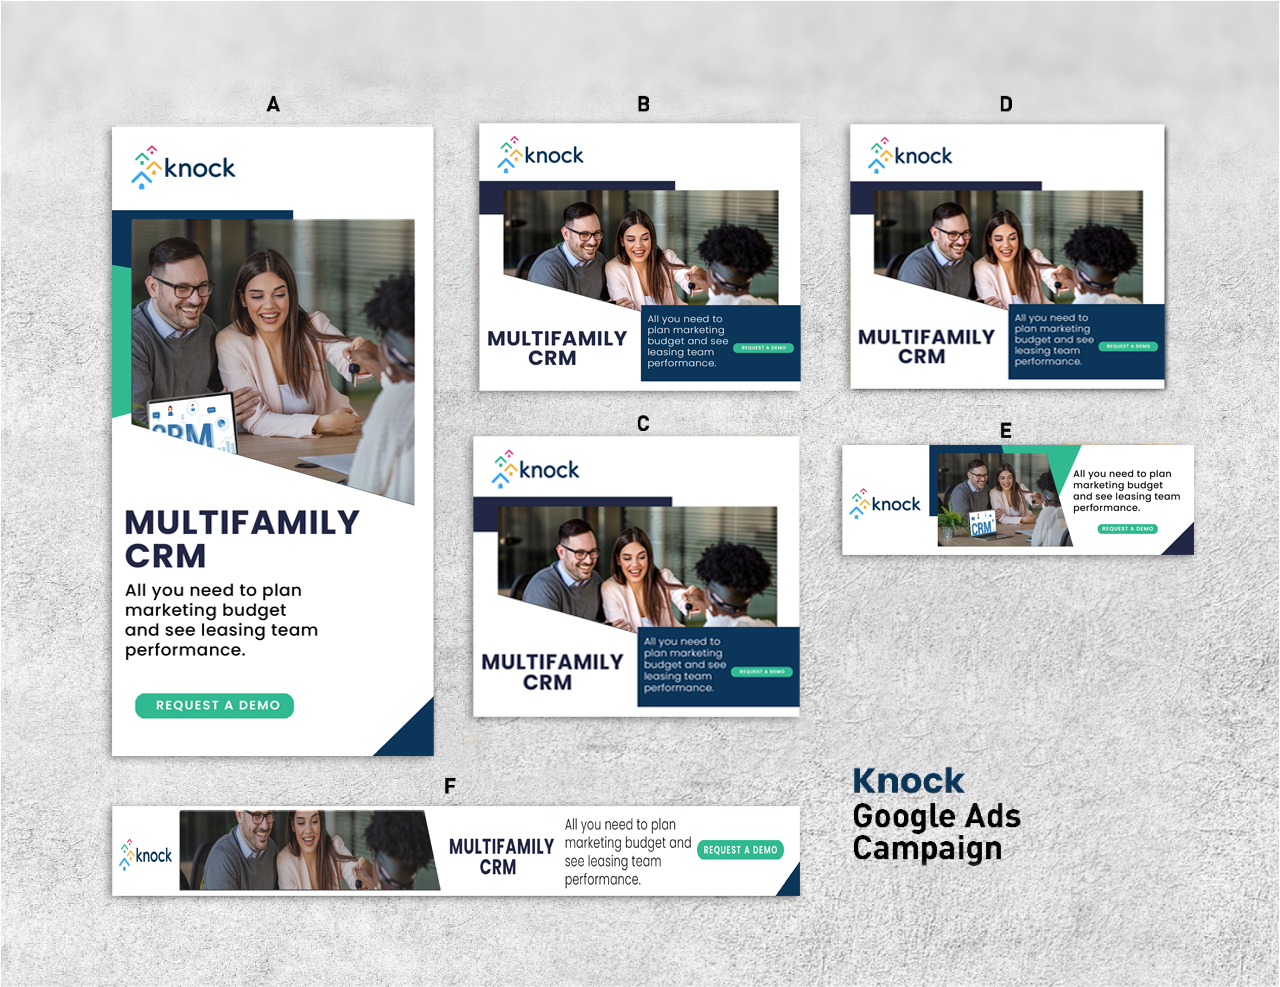 A
knock
CRM
MULTIFAMILY
CRM
All you need to plan
marketing budget
and see leasing team
performance.
REQUEST A DEMO
B
knock
MULTIFAMILY
CRM
All you need to
plan marketing
budget and see
leasing team
performance.
REQUEST A DEMO
D
knock
MULTIFAMILY
CRM
All you need to
plan marketing
budget and see
leasing team
performance.
REQUEST A DEMO
C
knock
MULTIFAMILY
CRM
All you need to
plan marketing
budget and see
leasing team
performance.
REQUEST A DEMO
E
knock
CRM
All you need to plan
marketing budget
and see leasing team
performance.
REQUEST A DEMO
F
knock
MULTIFAMILY
CRM
All you need to plan
marketing budget and
see leasing team
performance.
REQUEST A DEMO
Knock
Google Ads
Campaign